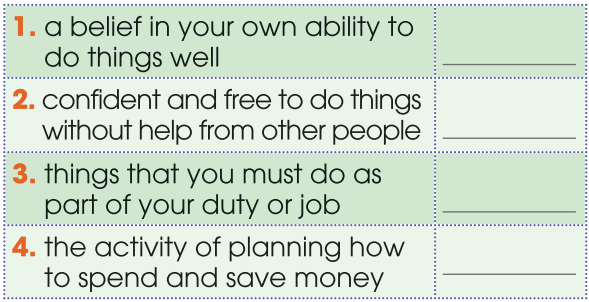 1. a belief in your own ability to
do things well
2. confident and free to do things
without help from other people
3. things that you must do as
part of your duty or job
4. the activity of planning how
to spend and save money